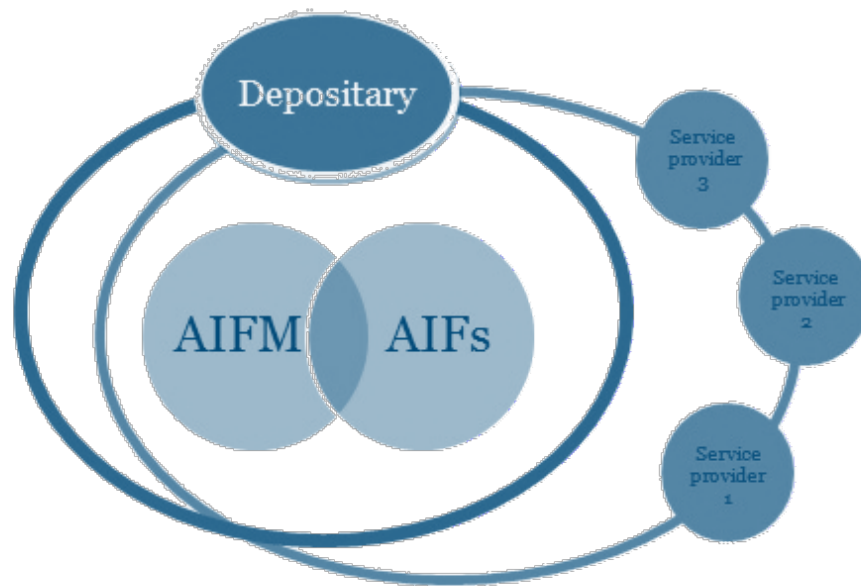 Depositary
Service
provider
3
Service
provider
2
AIFM AIFs
Service
provider
1